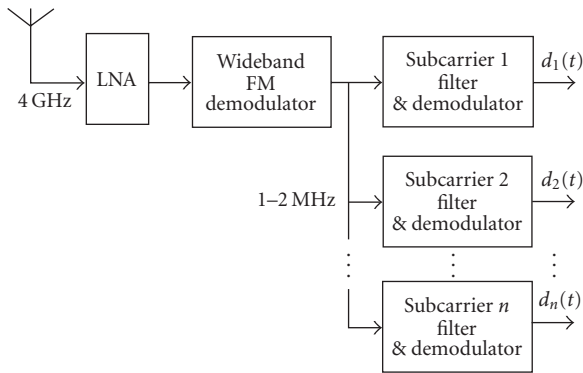 4 GHz
LNA
Wideband
FM
demodulator
1–2 MHz
Subcarrier 1
filter
& demodulator
d1(t)
Subcarrier 2
filter
& demodulator
d2(t)
Subcarrier n
filter
& demodulator
dn(t)